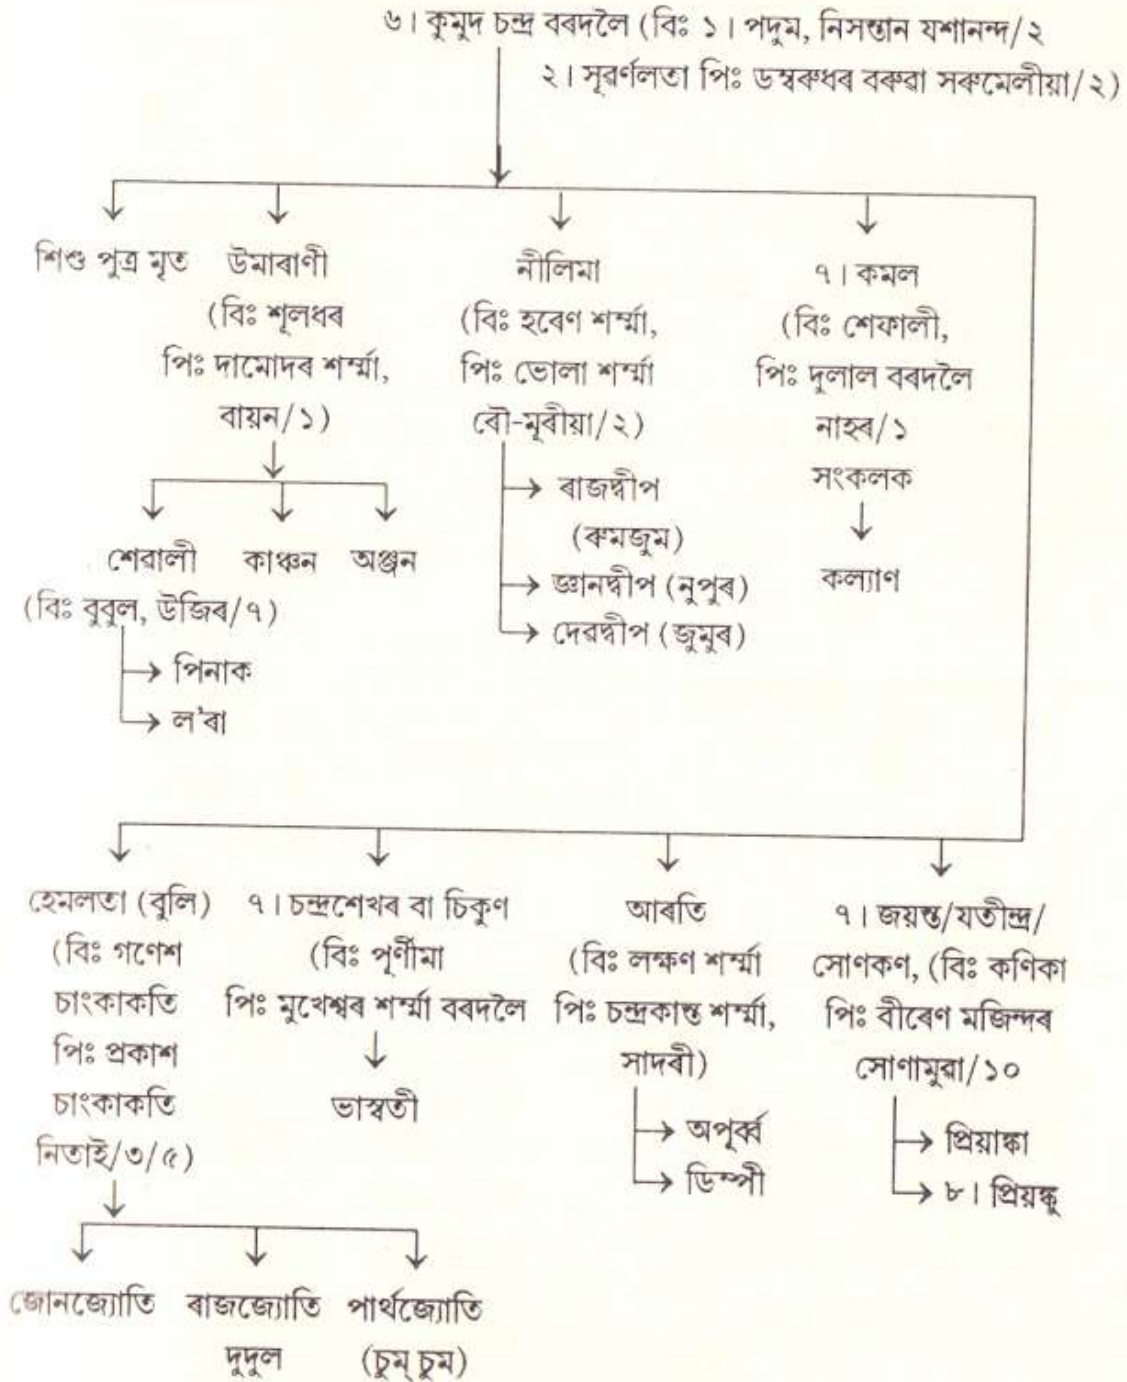 ৬। কুমুদ চন্দ্ৰ বৰদলৈ (বিঃ ১। পদুম, নিসন্তান যশানন্দ/২
২। সূৱৰ্ণলতা পিঃ ডম্বৰুধৰ বৰুৱা সৰুমেলীয়া/২)
শিশু পুত্ৰ মৃত
উমাৰাণী
(বিঃ শূলধৰ
পিঃ দামোদৰ শৰ্ম্মা,
বায়ন/১)
শেৱালী কাঞ্চন অঞ্জন
(বিঃ বুবুল, উজিৰ/৭)
পিনাক
ল'ৰা
নীলিমা
(বিঃ হৰেণ শৰ্ম্মা,
পিঃ ভোলা শৰ্ম্মা
ৰৌ-মূৰীয়া/২)
ৰাজদ্বীপ
(ৰুমজুম)
জ্ঞানদ্বীপ (নুপুৰ)
দেৱদ্বীপ (জুমুৰ)
৭। কমল
(বিঃ শেফালী,
পিঃ দুলাল বৰদলৈ
নাহৰ/১
সংকলক
কল্যাণ
হেমলতা (বুলি)
(বিঃ গণেশ
চাংকাকতি
পিঃ প্ৰকাশ
চাংকাকতি
নিতাই/৩/৫)
জোনজ্যোতি ৰাজজ্যোতি পাৰ্থজ্যোতি
দুদুল (চুম্ চুম)
৭। চন্দ্ৰশেখৰ বা চিকুণ
(বিঃ পূৰ্ণীমা
পিঃ মুখেশ্বৰ শৰ্ম্মা বৰদলৈ
ভাস্বতী
আৰতি
(বিঃ লক্ষণ শৰ্ম্মা
পিঃ চন্দ্ৰকান্ত শৰ্ম্মা,
সাদৰী)
অপূৰ্ব্ব
ডিম্পী
৭। জয়ন্ত/যতীন্দ্ৰ/
সোণকণ, (বিঃ কণিকা
পিঃ বীৰেণ মজিন্দৰ
সোণামুৱা/১০
প্ৰিয়াঙ্কা
৮। প্ৰিয়ঙ্কু